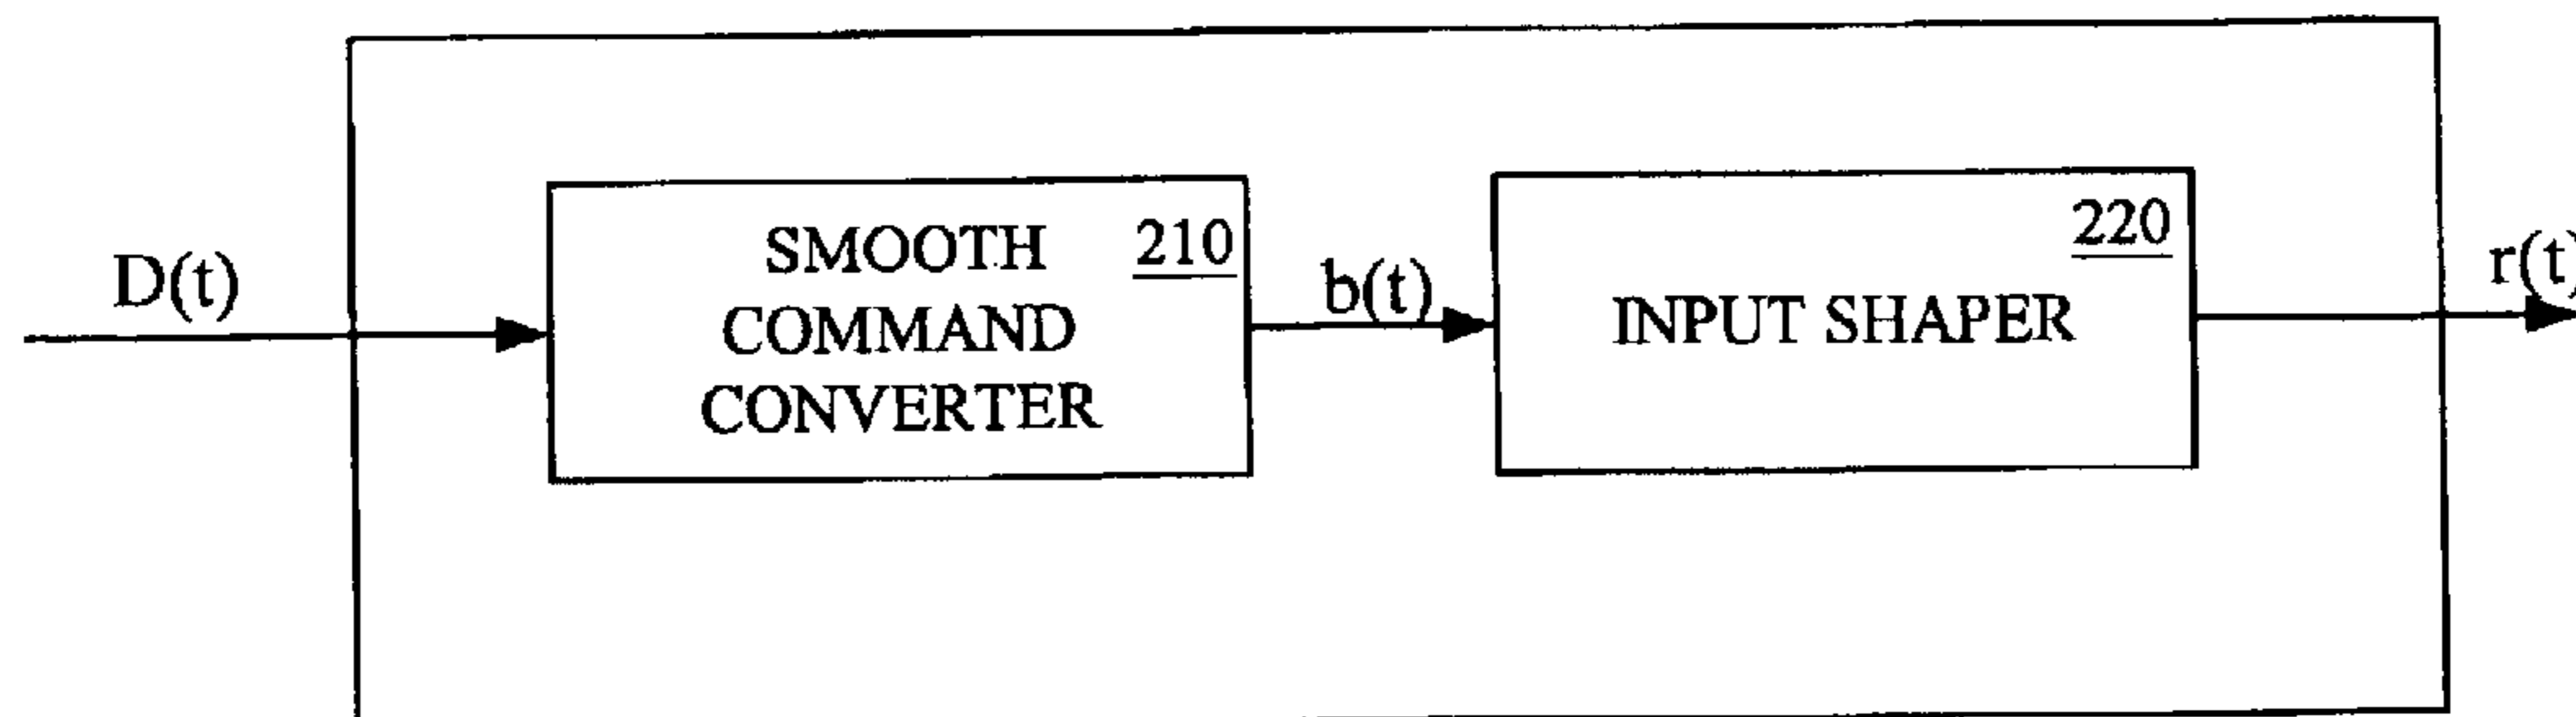 D(t)
SMOOTH
COMMAND
CONVERTER
210
b(t)
INPUT SHAPER
220
r(t)